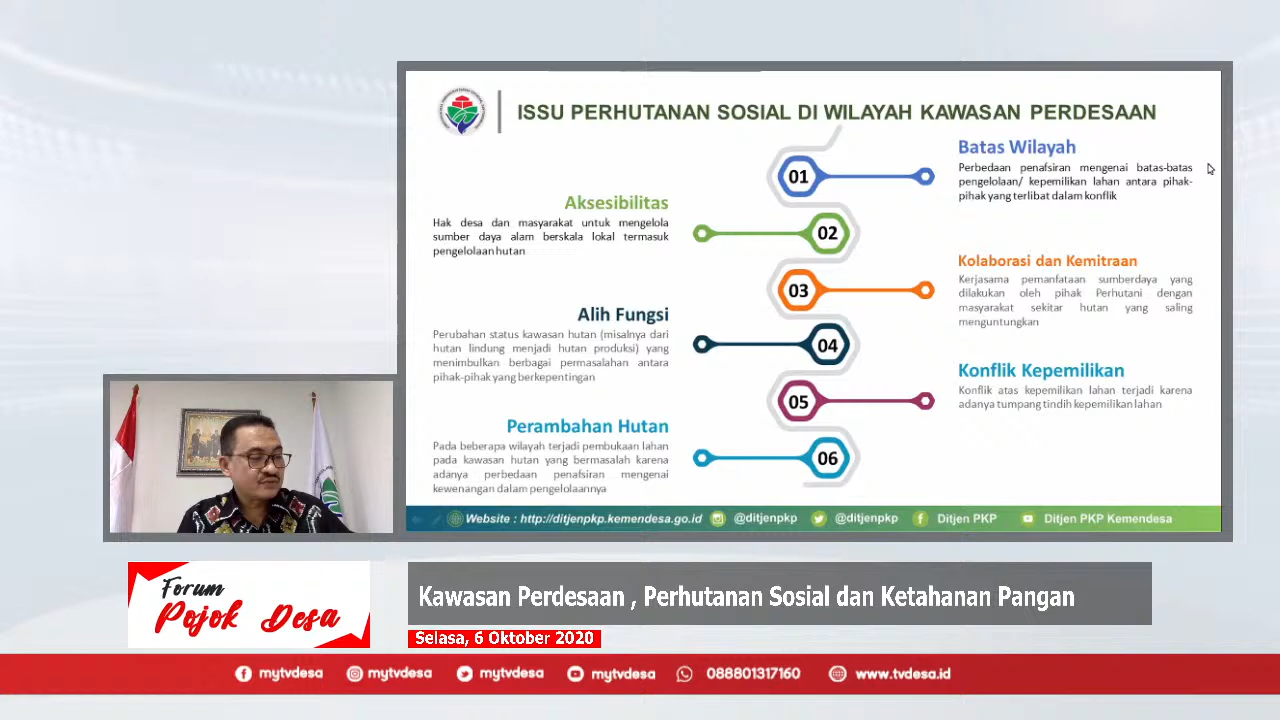 ISSU PERHUTANAN SOSIAL DI WILAYAH KAWASAN PERDESAAN
01
Batas Wilayah
Perbedaan penafsiran mengenai batas-batas
pengelolaan/ kepemilikan lahan antara pihak-
pihak yang terlibat dalam konflik
Aksesibilitas
Hak desa dan masyarakat untuk mengelola
sumber daya alam berskala lokal termasuk
pengelolaan hutan
02
03
Kolaborasi dan Kemitraan
Kerjasama pemanfataan sumberdaya yang
dilakukan oleh pihak Perhutani dengan
masyarakat sekitar hutan yang saling
menguntungkan
Alih Fungsi
Perubahan status kawasan hutan (misalnya dari
hutan lindung menjadi hutan produksi) yang
menimbulkan berbagai permasalahan antara
pihak-pihak yang berkepentingan
04
05
Konflik Kepemilikan
Konflik atas kepemilikan lahan terjadi karena
adanya tumpang tindih kepemilikan lahan
Perambahan Hutan
Pada beberapa wilayah terjadi pembukaan lahan
pada kawasan hutan yang bermasalah karena
adanya perbedaan penafsiran mengenai
kewenangan dalam pengelolaannya
06
Website : http://ditjenpkp.kemendesa.go.id @ditjenpkp @ditjenpkp Ditjen PKP Ditjen PKP Kemendesa
Forum
Pojok Desa
Kawasan Perdesaan , Perhutanan Sosial dan Ketahanan Pangan
Selasa, 6 Oktober 2020
mytvdesa mytvdesa mytvdesa mytvdesa 088801317160 www.tvdesa.id